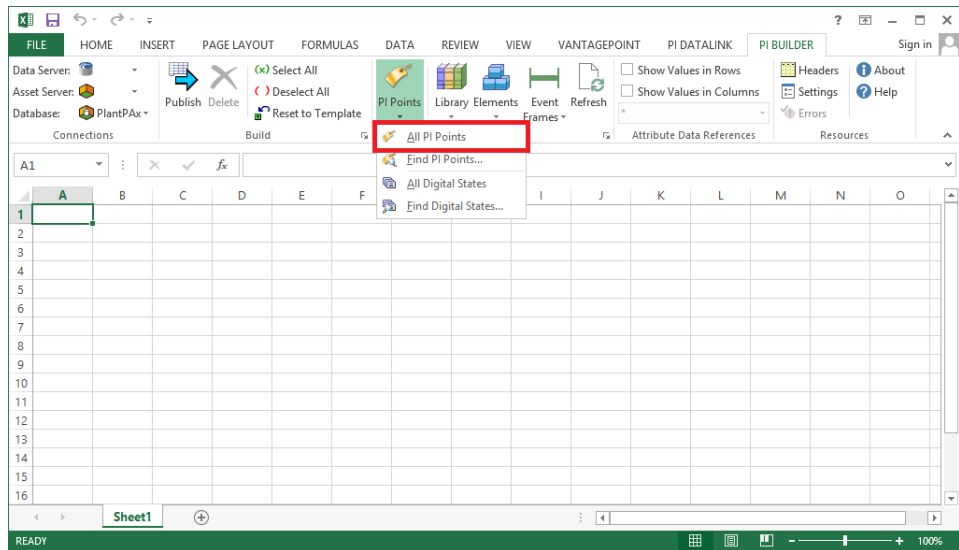 ?
FILE HOME INSERT PAGE LAYOUT FORMULAS DATA REVIEW VIEW VANTAGEPOINT PI DATALINK PI BUILDER Sign in
Data Server:
Asset Server:
Database: PlantPAx
Connections
Publish
Delete
(x) Select All
( ) Deselect All
Reset to Template
Build
PI Points
Library
Elements
Event Frames
Refresh
Show Values in Rows
Show Values in Columns
*
Attribute Data References
Headers
Settings
Errors
About
Help
Resources
All PI Points
Find PI Points...
All Digital States
Find Digital States...
A1
fx
A B C D E F I J K L M N O
1
2
3
4
5
6
7
8
9
10
11
12
13
14
15
16
Sheet1
READY
100%